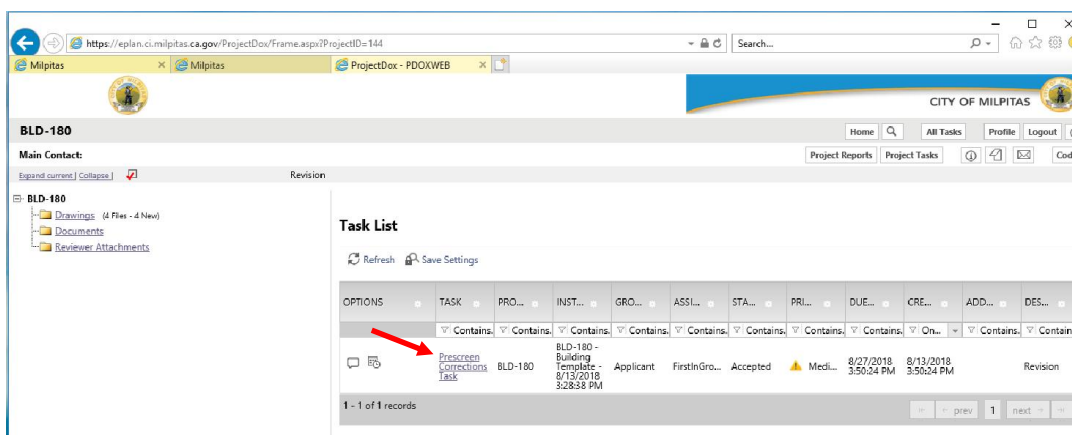 https://eplan.ci.milpitas.ca.gov/ProjectDox/Frame.aspx?ProjectID=144
Search...
Milpitas
Milpitas
ProjectDox - PDOXWEB
CITY OF MILPITAS
BLD-180
Home
All Tasks
Profile
Logout
Main Contact:
Project Reports
Project Tasks
Cod
Expand current | Collapse |
Revision
BLD-180
Drawings (4 Files - 4 New)
Documents
Reviewer Attachments
Task List
Refresh
Save Settings
OPTIONS TASK PRO... INST... GRO... ASSI... STA... PRI... DUE... CRE... ADD... DES...
Contains. Contains. Contains. Contains. Contains. Contains. Contains. Contains. On... Contains. Contain
Prescreen
Corrections
Task
BLD-180
BLD-180 -
Building
Template -
8/13/2018
3:28:38 PM
Applicant
FirstInGro...
Accepted
Medi...
8/27/2018
3:50:24 PM
8/13/2018
3:50:24 PM
Revision
1 - 1 of 1 records
prev 1 next